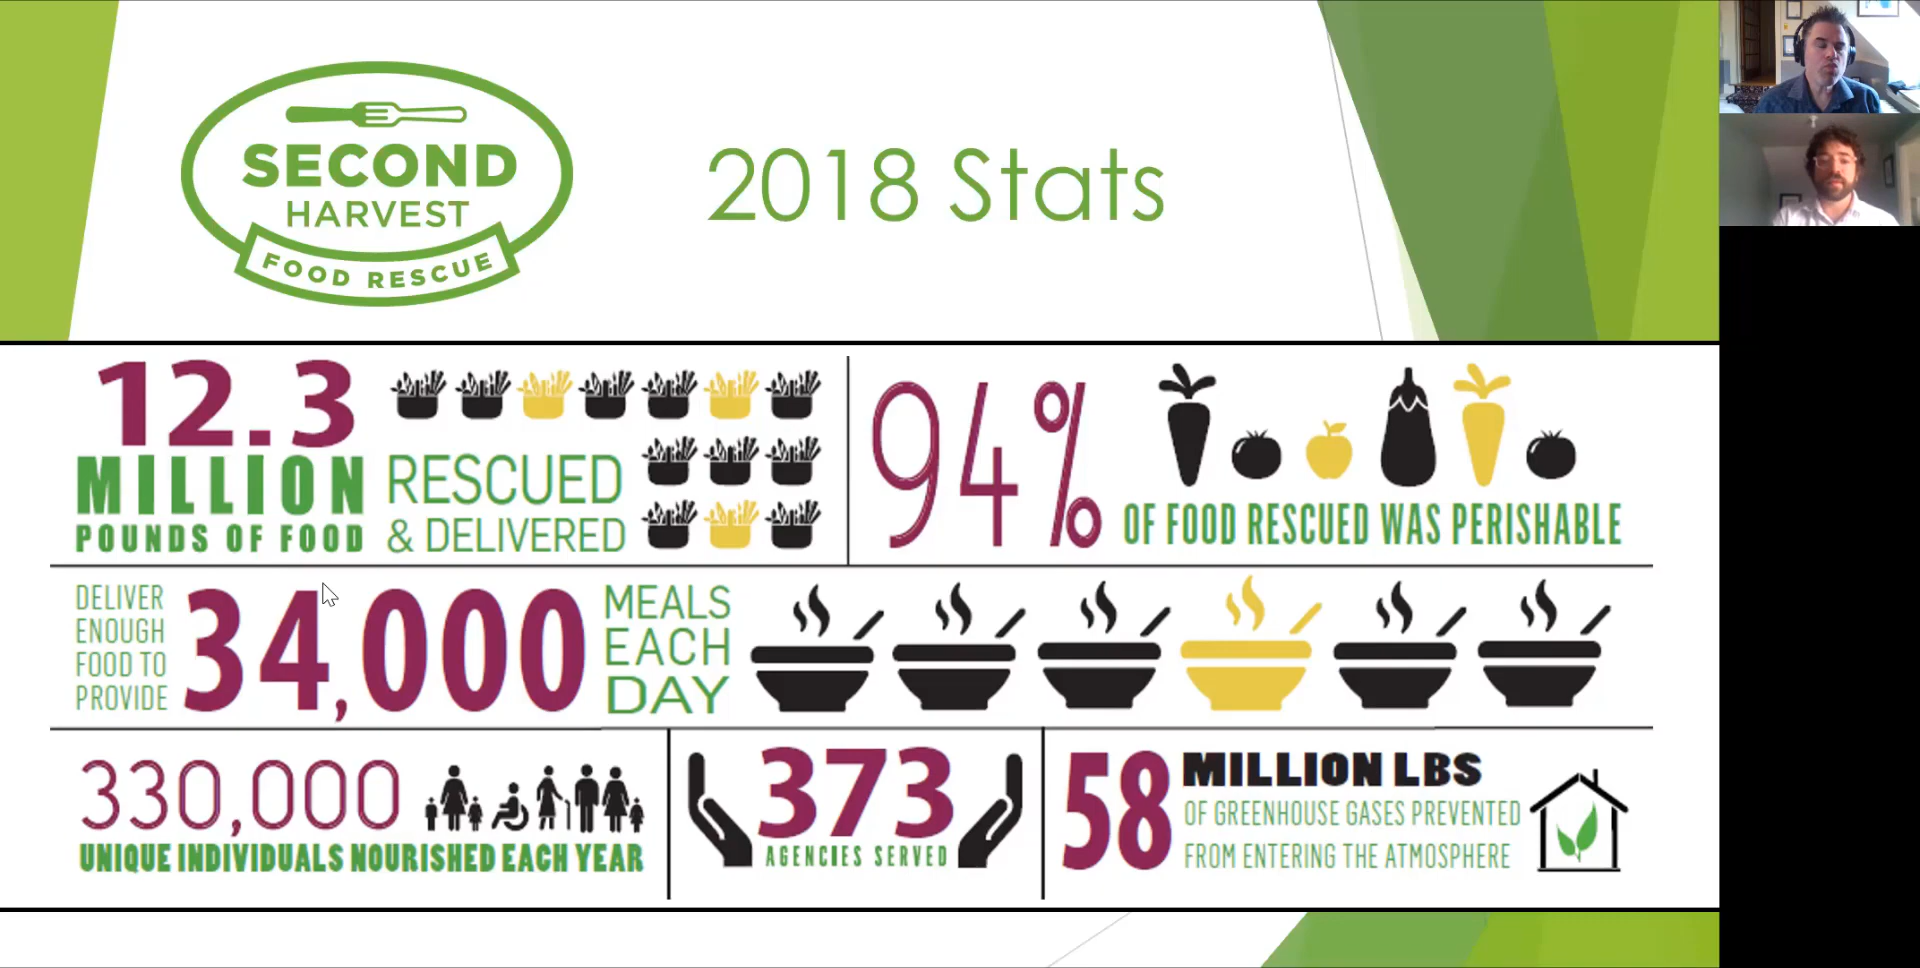 SECOND
HARVEST
FOOD RESCUE
2018 Stats
12.3
MILLION
POUNDS OF FOOD
RESCUED
& DELIVERED
94%
OF FOOD RESCUED WAS PERISHABLE
DELIVER
ENOUGH
FOOD TO
PROVIDE
34,000
MEALS
EACH
DAY
330,000
UNIQUE INDIVIDUALS NOURISHED EACH YEAR
373
AGENCIES SERVED
58
MILLION LBS
OF GREENHOUSE GASES PREVENTED
FROM ENTERING THE ATMOSPHERE